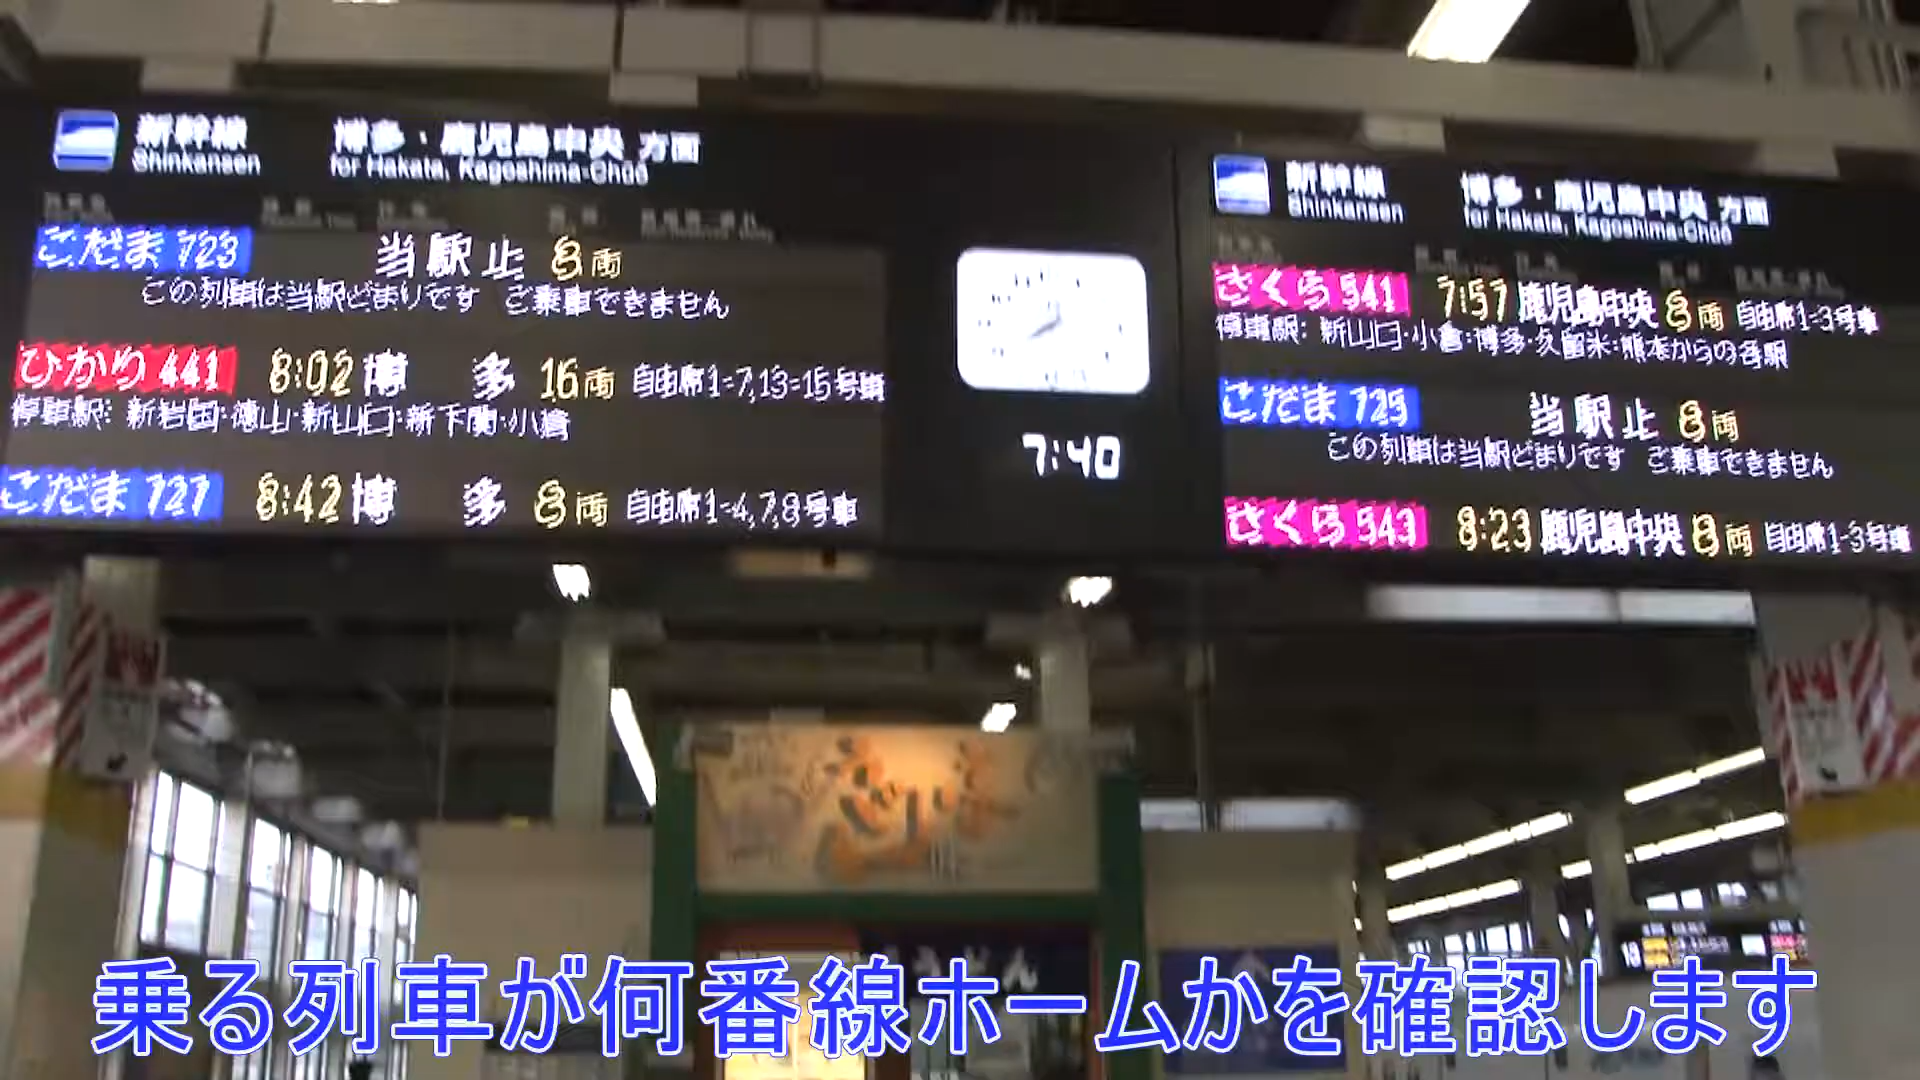 新幹線 博多・鹿児島中央 方面
Shinkansen for Hakata, Kagoshima-Chūō
こだま 723 当駅止 8両
この列車は当駅どまりです ご乗車できません
ひかり 441 8:02 博多 16両 自由席1=7,13=15号車
停車駅: 新岩国・徳山・新山口・新下関・小倉
こだま 727 8:42 博多 8両 自由席1=4,7,8号車
7:40
新幹線 博多・鹿児島中央 方面
Shinkansen for Hakata, Kagoshima-Chūō
さくら 541 7:57 鹿児島中央 8両 自由席1=3号車
停車駅: 新山口・小倉・博多・久留米・熊本からの各駅
こだま 725 当駅止 8両
この列車は当駅どまりです ご乗車できません
さくら 543 8:23 鹿児島中央 8両 自由席1-3号車
うどん
13
乗る列車が何番線ホームかを確認します